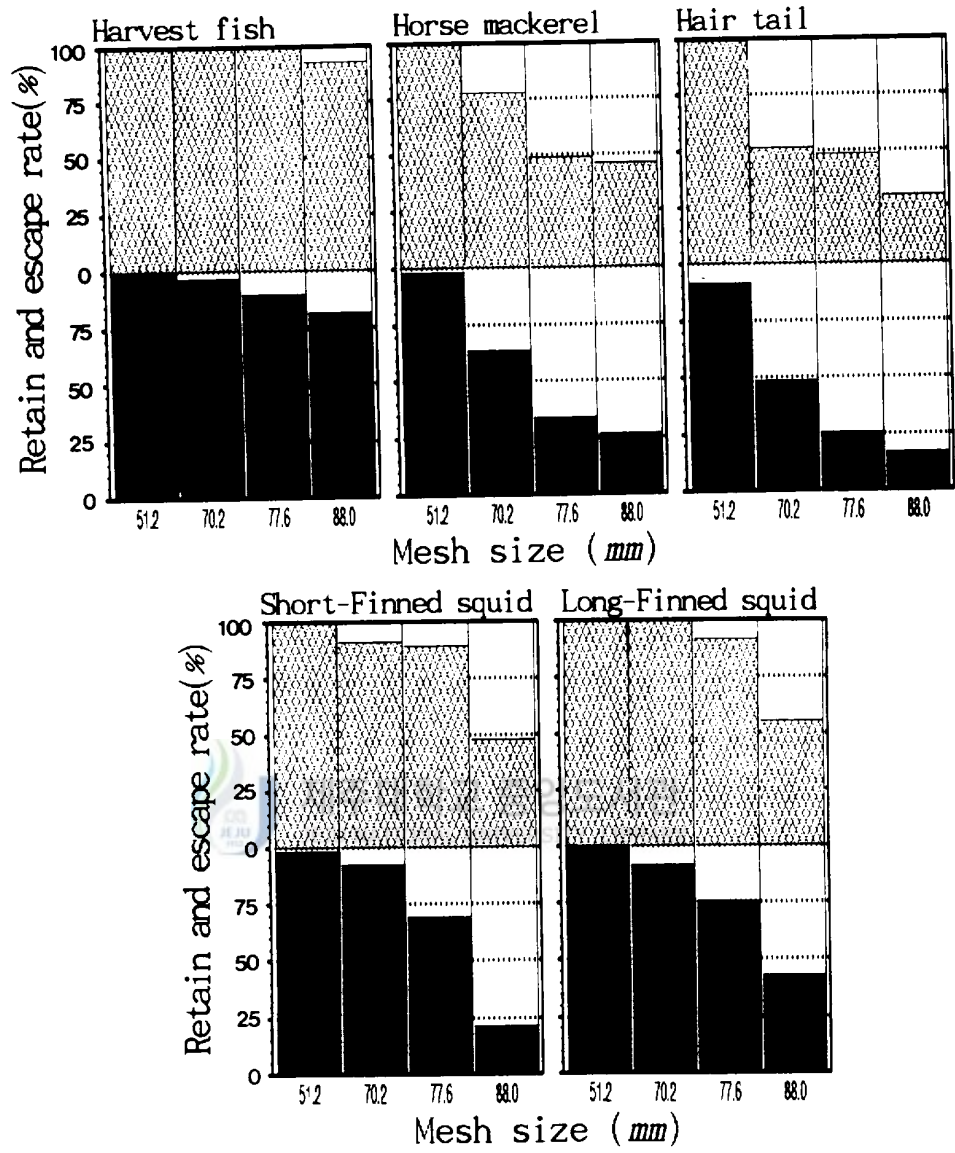 Harvest fish
Horse mackerel
Hair tail
Retain and escape rate(%)
100
75
50
25
0
75
50
25
0
51.2 70.2 77.6 88.0
51.2 70.2 77.6 88.0
51.2 70.2 77.6 88.0
Mesh size (mm)
Short-Finned squid
Long-Finned squid
Retain and escape rate(%)
100
75
50
25
0
75
50
25
0
JEJU
51.2 70.2 77.6 88.0
51.2 70.2 77.6 88.0
Mesh size (mm)